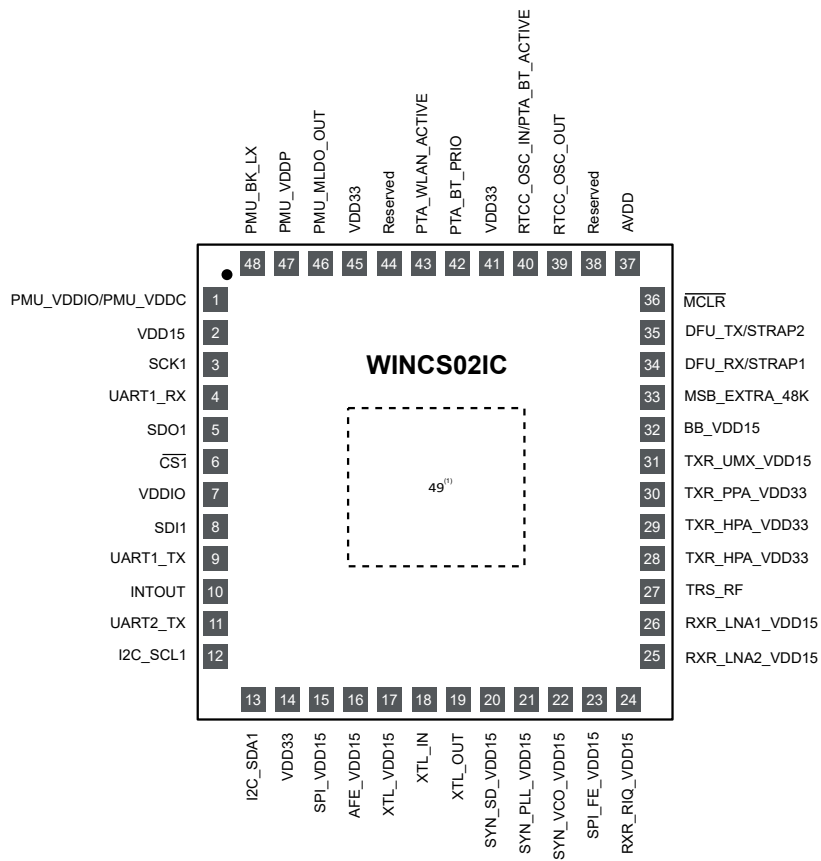 PMU_BK_LX
PMU_VDDP
PMU_MLDO_OUT
VDD33
Reserved
PTA_WLAN_ACTIVE
PTA_BT_PRIO
VDD33
RTCC_OSC_IN/PTA_BT_ACTIVE
RTCC_OSC_OUT
Reserved
AVDD
48 47 46 45 44 43 42 41 40 39 38 37
PMU_VDDIO/PMU_VDDC 1
VDD15 2
SCK1 3
UART1_RX 4
SDO1 5
CS1 6
VDDIO 7
SDI1 8
UART1_TX 9
INTOUT 10
UART2_TX 11
I2C_SCL1 12
WINCS02IC
49(1)
36 MCLR
35 DFU_TX/STRAP2
34 DFU_RX/STRAP1
33 MSB_EXTRA_48K
32 BB_VDD15
31 TXR_UMX_VDD15
30 TXR_PPA_VDD33
29 TXR_HPA_VDD33
28 TXR_HPA_VDD33
27 TRS_RF
26 RXR_LNA1_VDD15
25 RXR_LNA2_VDD15
13 14 15 16 17 18 19 20 21 22 23 24
I2C_SDA1
VDD33
SPI_VDD15
AFE_VDD15
XTL_VDD15
XTL_IN
XTL_OUT
SYN_SD_VDD15
SYN_PLL_VDD15
SYN_VCO_VDD15
SPI_FE_VDD15
RXR_RIQ_VDD15